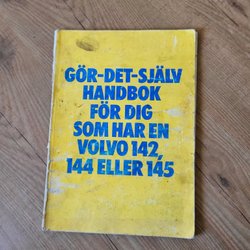 GÖR-DET-SJÄLV
HANDBOK
FÖR DIG
SOM HAR EN
VOLVO 142,
144 ELLER 145